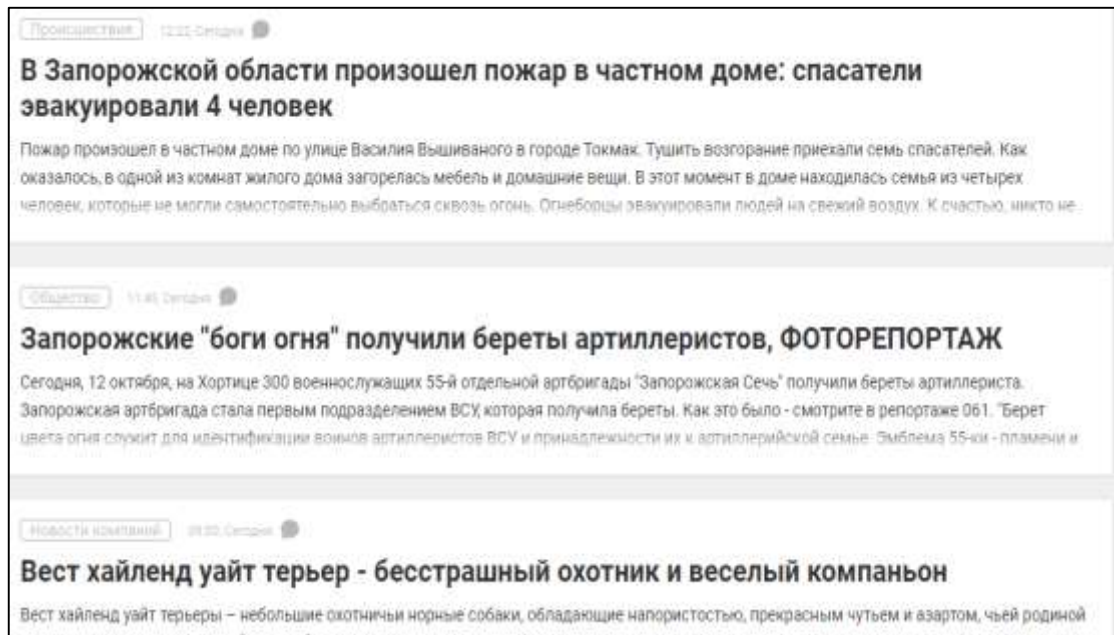 Происшествия 12:22, Сегодня
В Запорожской области произошел пожар в частном доме: спасатели
эвакуировали 4 человек
Пожар произошел в частном доме по улице Василия Вышиваного в городе Токмак. Тушить возгорание приехали семь спасателей. Как
оказалось, в одной из комнат жилого дома загорелась мебель и домашние вещи. В этот момент в доме находилась семья из четырех
человек, которые не могли самостоятельно выбраться сквозь огонь. Огнеборцы эвакуировали людей на свежий воздух. К счастью, никто не
Общество Сегодня
Запорожские "боги огня" получили береты артиллеристов, ФОТОРЕПОРТАЖ
Сегодня, 12 октября, на Хортице 300 военнослужащих 55-й отдельной артбригады "Запорожская Сечь" получили береты артиллериста.
Запорожская артбригада стала первым подразделением ВСУ, которая получила береты. Как это было - смотрите в репортаже 061. "Берет
цвета огня служит для идентификации воинов артиллеристов ВСУ и принадлежности их к артиллерийской семье. Эмблема 55-ки - пламени и
Новости компаний Сегодня
Вест хайленд уайт терьер - бесстрашный охотник и веселый компаньон
Вест хайленд уайт терьеры – небольшие охотничьи норные собаки, обладающие напористостью, прекрасным чутьем и азартом, чьей родиной